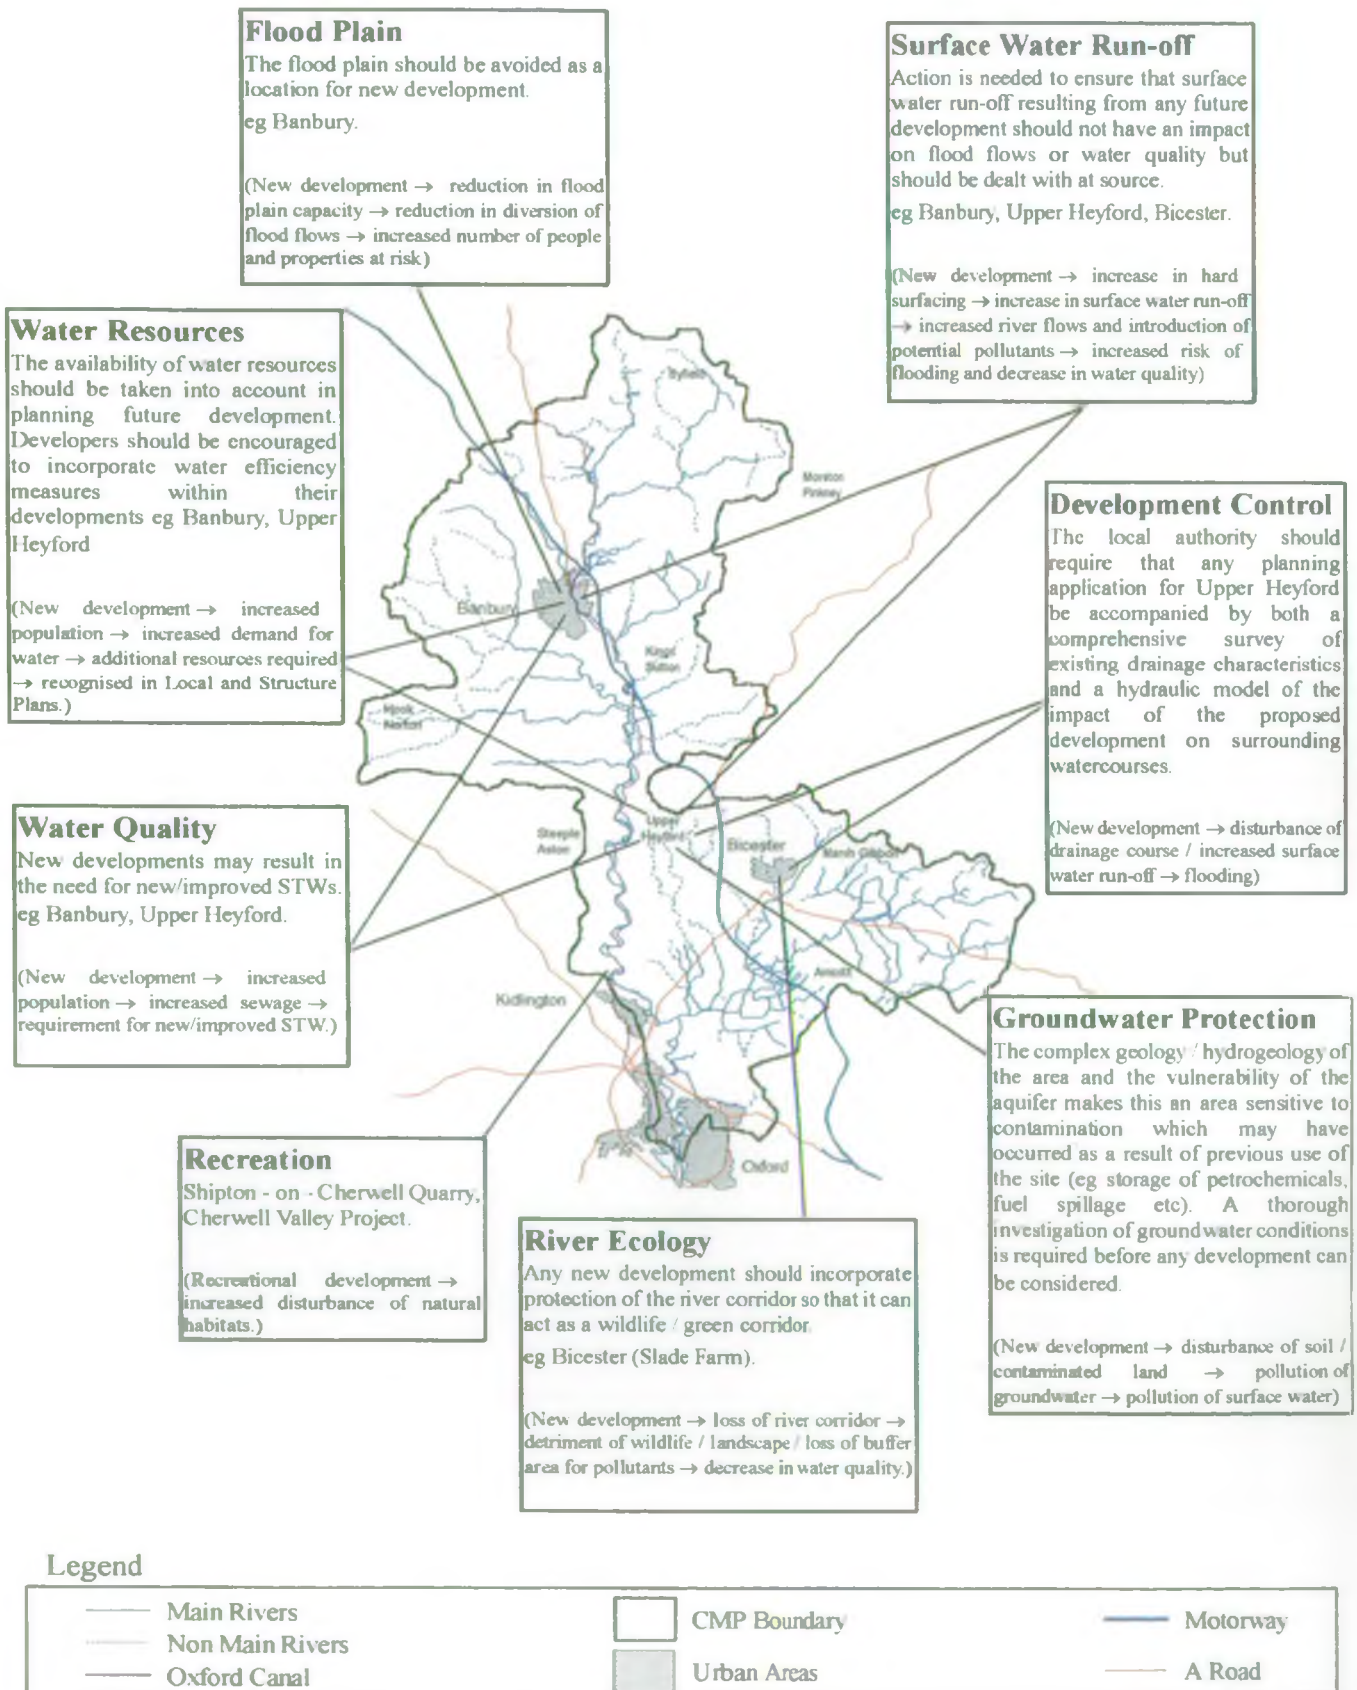 Flood Plain
The flood plain should be avoided as a
location for new development.
eg Banbury.
(New development → reduction in flood
plain capacity → reduction in diversion of
flood flows → increased number of people
and properties at risk)
Surface Water Run-off
Action is needed to ensure that surface
water run-off resulting from any future
development should not have an impact
on flood flows or water quality but
should be dealt with at source.
eg Banbury, Upper Heyford, Bicester.
(New development → increase in hard
surfacing → increase in surface water run-off
→ increased river flows and introduction of
potential pollutants → increased risk of
flooding and decrease in water quality)
Water Resources
The availability of water resources
should be taken into account in
planning future development.
Developers should be encouraged
to incorporate water efficiency
measures within their
developments eg Banbury, Upper
Heyford
(New development → increased
population → increased demand for
water → additional resources required
→ recognised in Local and Structure
Plans.)
Development Control
The local authority should
require that any planning
application for Upper Heyford
be accompanied by both a
comprehensive survey of
existing drainage characteristics
and a hydraulic model of the
impact of the proposed
development on surrounding
watercourses.
(New development → disturbance of
drainage course / increased surface
water run-off → flooding)
Byfield
Moreton
Pinkney
Banbury
Kings
Sutton
Hook
Norton
Upper
Heyford
Steeple
Aston
Bicester
Marsh Gibbon
Kidlington
Arncott
Oxford
Water Quality
New developments may result in
the need for new/improved STWs.
eg Banbury, Upper Heyford.
(New development → increased
population → increased sewage →
requirement for new/improved STW.)
Groundwater Protection
The complex geology / hydrogeology of
the area and the vulnerability of the
aquifer makes this an area sensitive to
contamination which may have
occurred as a result of previous use of
the site (eg storage of petrochemicals,
fuel spillage etc). A thorough
investigation of groundwater conditions
is required before any development can
be considered.
(New development → disturbance of soil /
contaminated land → pollution of
groundwater → pollution of surface water)
Recreation
Shipton - on - Cherwell Quarry,
Cherwell Valley Project.
(Recreational development →
increased disturbance of natural
habitats.)
River Ecology
Any new development should incorporate
protection of the river corridor so that it can
act as a wildlife / green corridor.
eg Bicester (Slade Farm).
(New development → loss of river corridor →
detriment of wildlife / landscape / loss of buffer
area for pollutants → decrease in water quality.)
Legend
Main Rivers
Non Main Rivers
Oxford Canal
CMP Boundary
Urban Areas
Motorway
A Road